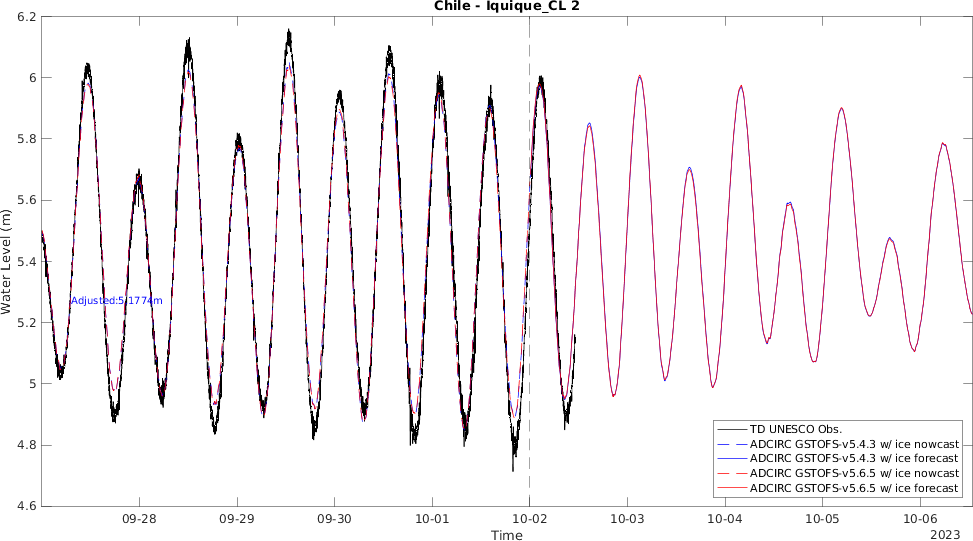 Chile - Iquique_CL 2
6.2
6
5.8
5.6
5.4
5.2
5
4.8
4.6
Water Level (m)
Adjusted:5.1774m
TD UNESCO Obs.
ADCIRC GSTOFS-v5.4.3 w/ ice nowcast
ADCIRC GSTOFS-v5.4.3 w/ ice forecast
ADCIRC GSTOFS-v5.6.5 w/ ice nowcast
ADCIRC GSTOFS-v5.6.5 w/ ice forecast
09-28 09-29 09-30 10-01 10-02 10-03 10-04 10-05 10-06
Time
2023